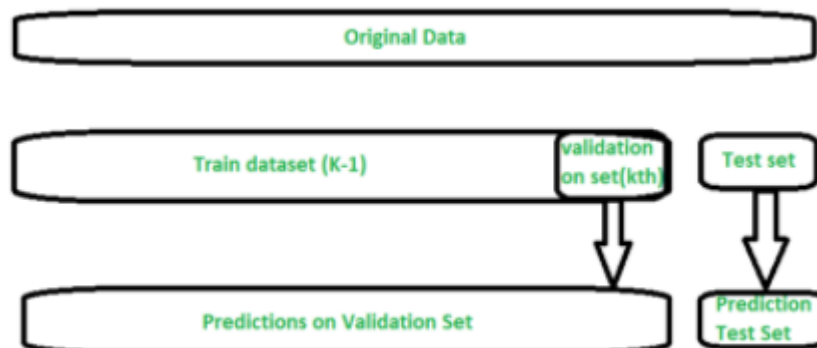 Original Data
Train dataset (K-1)
validation
on set(kth)
Test set
Predictions on Validation Set
Prediction
Test Set